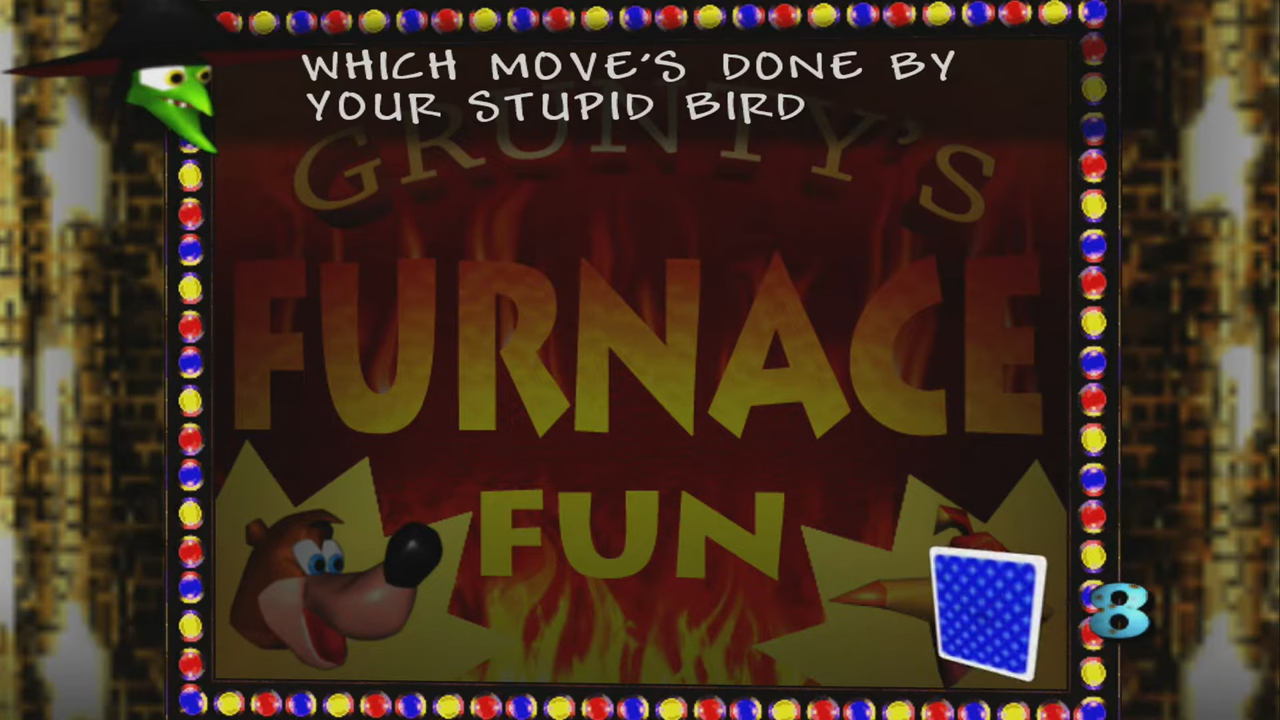 WHICH MOVE'S DONE BY
YOUR STUPID BIRD
GRUNTY'S
FURNACE
FUN
8